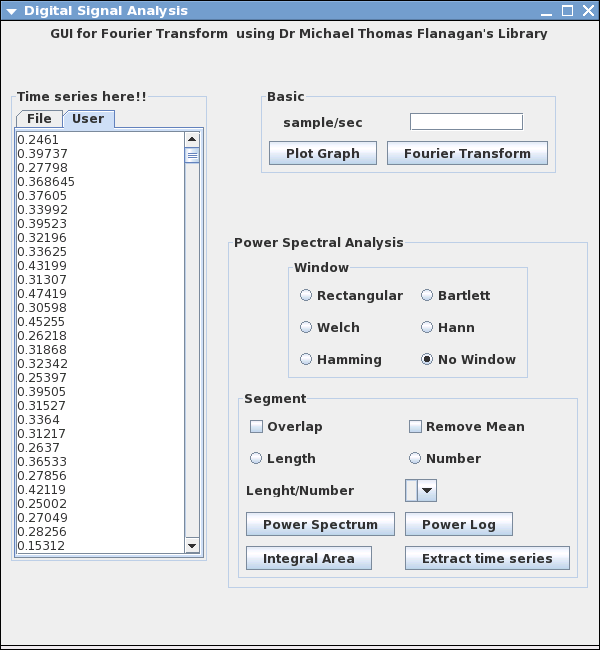 Digital Signal Analysis
GUI for Fourier Transform  using Dr Michael Thomas Flanagan's Library
Time series here!!
File User
0.2461
0.39737
0.27798
0.368645
0.37605
0.33992
0.39523
0.32196
0.33625
0.43199
0.31307
0.47419
0.30598
0.45255
0.26218
0.31868
0.32342
0.25397
0.39505
0.31527
0.3364
0.31217
0.2637
0.36533
0.27856
0.42119
0.25002
0.27049
0.28256
0.15312
Basic
sample/sec
Plot Graph Fourier Transform
Power Spectral Analysis
Window
Rectangular Bartlett
Welch Hann
Hamming No Window
Segment
Overlap Remove Mean
Length Number
Lenght/Number
Power Spectrum Power Log
Integral Area Extract time series